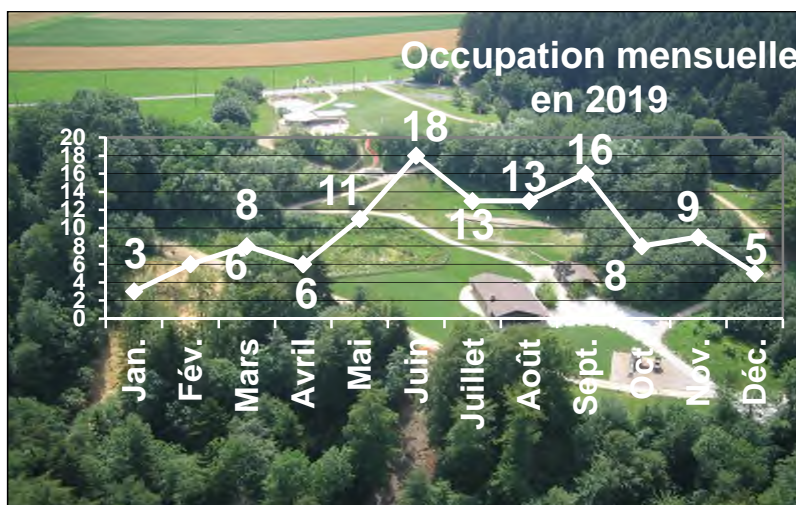 Occupation mensuelle
en 2019
20
18
16
14
12
10
8
6
4
2
0
3
6
8
6
11
18
13
13
16
8
9
5
Jan.
Fév.
Mars
Avril
Mai
Juin
Juillet
Août
Sept.
Oct.
Nov.
Déc.